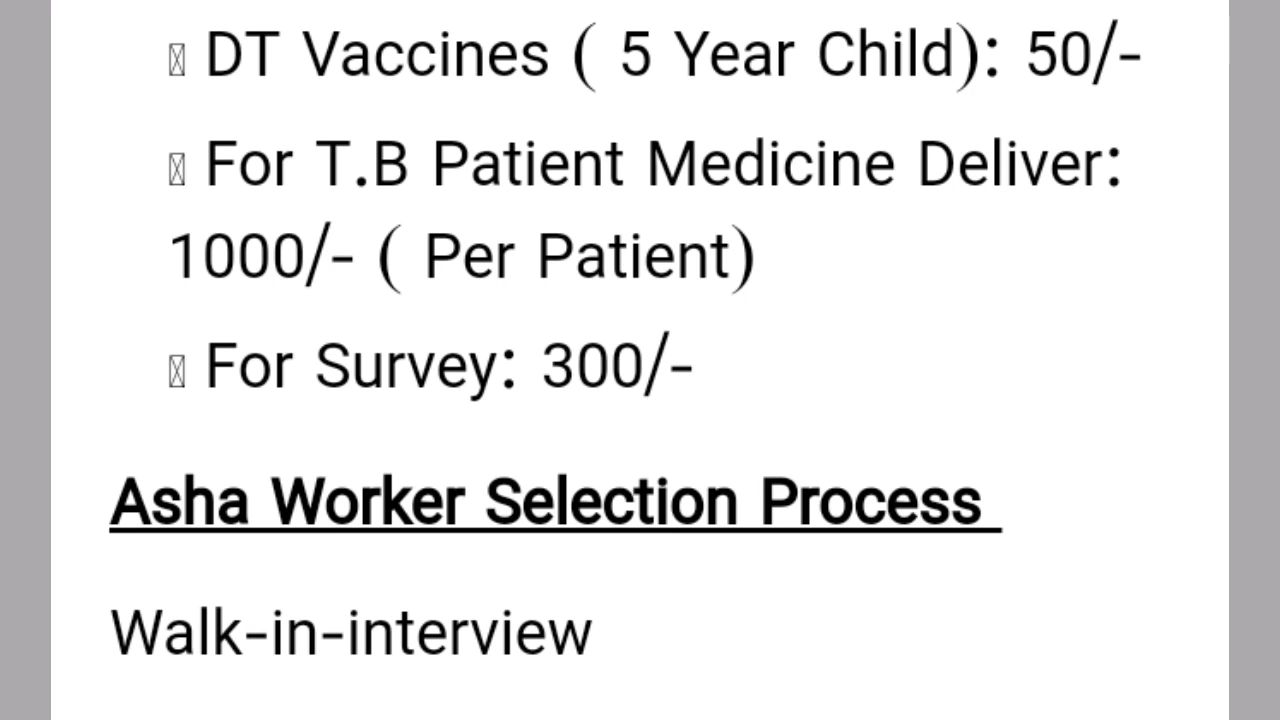 DT Vaccines ( 5 Year Child): 50/-
For T.B Patient Medicine Deliver:
1000/- ( Per Patient)
For Survey: 300/-
Asha Worker Selection Process
Walk-in-interview